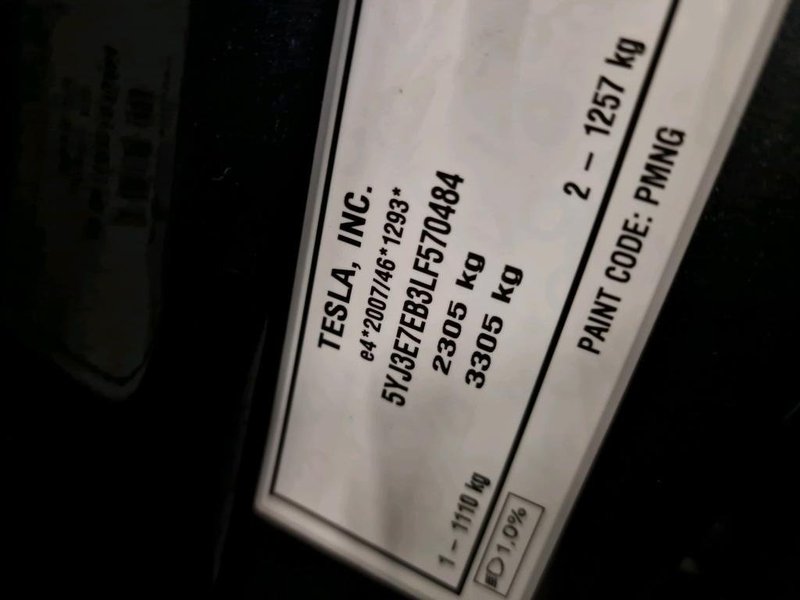 TESLA, INC.
e4*2007/46*1293*
5YJ3E7EB3LF570484
2305 kg
3305 kg
1 – 1110 kg
2 – 1257 kg
1,0%
PAINT CODE: PMNG